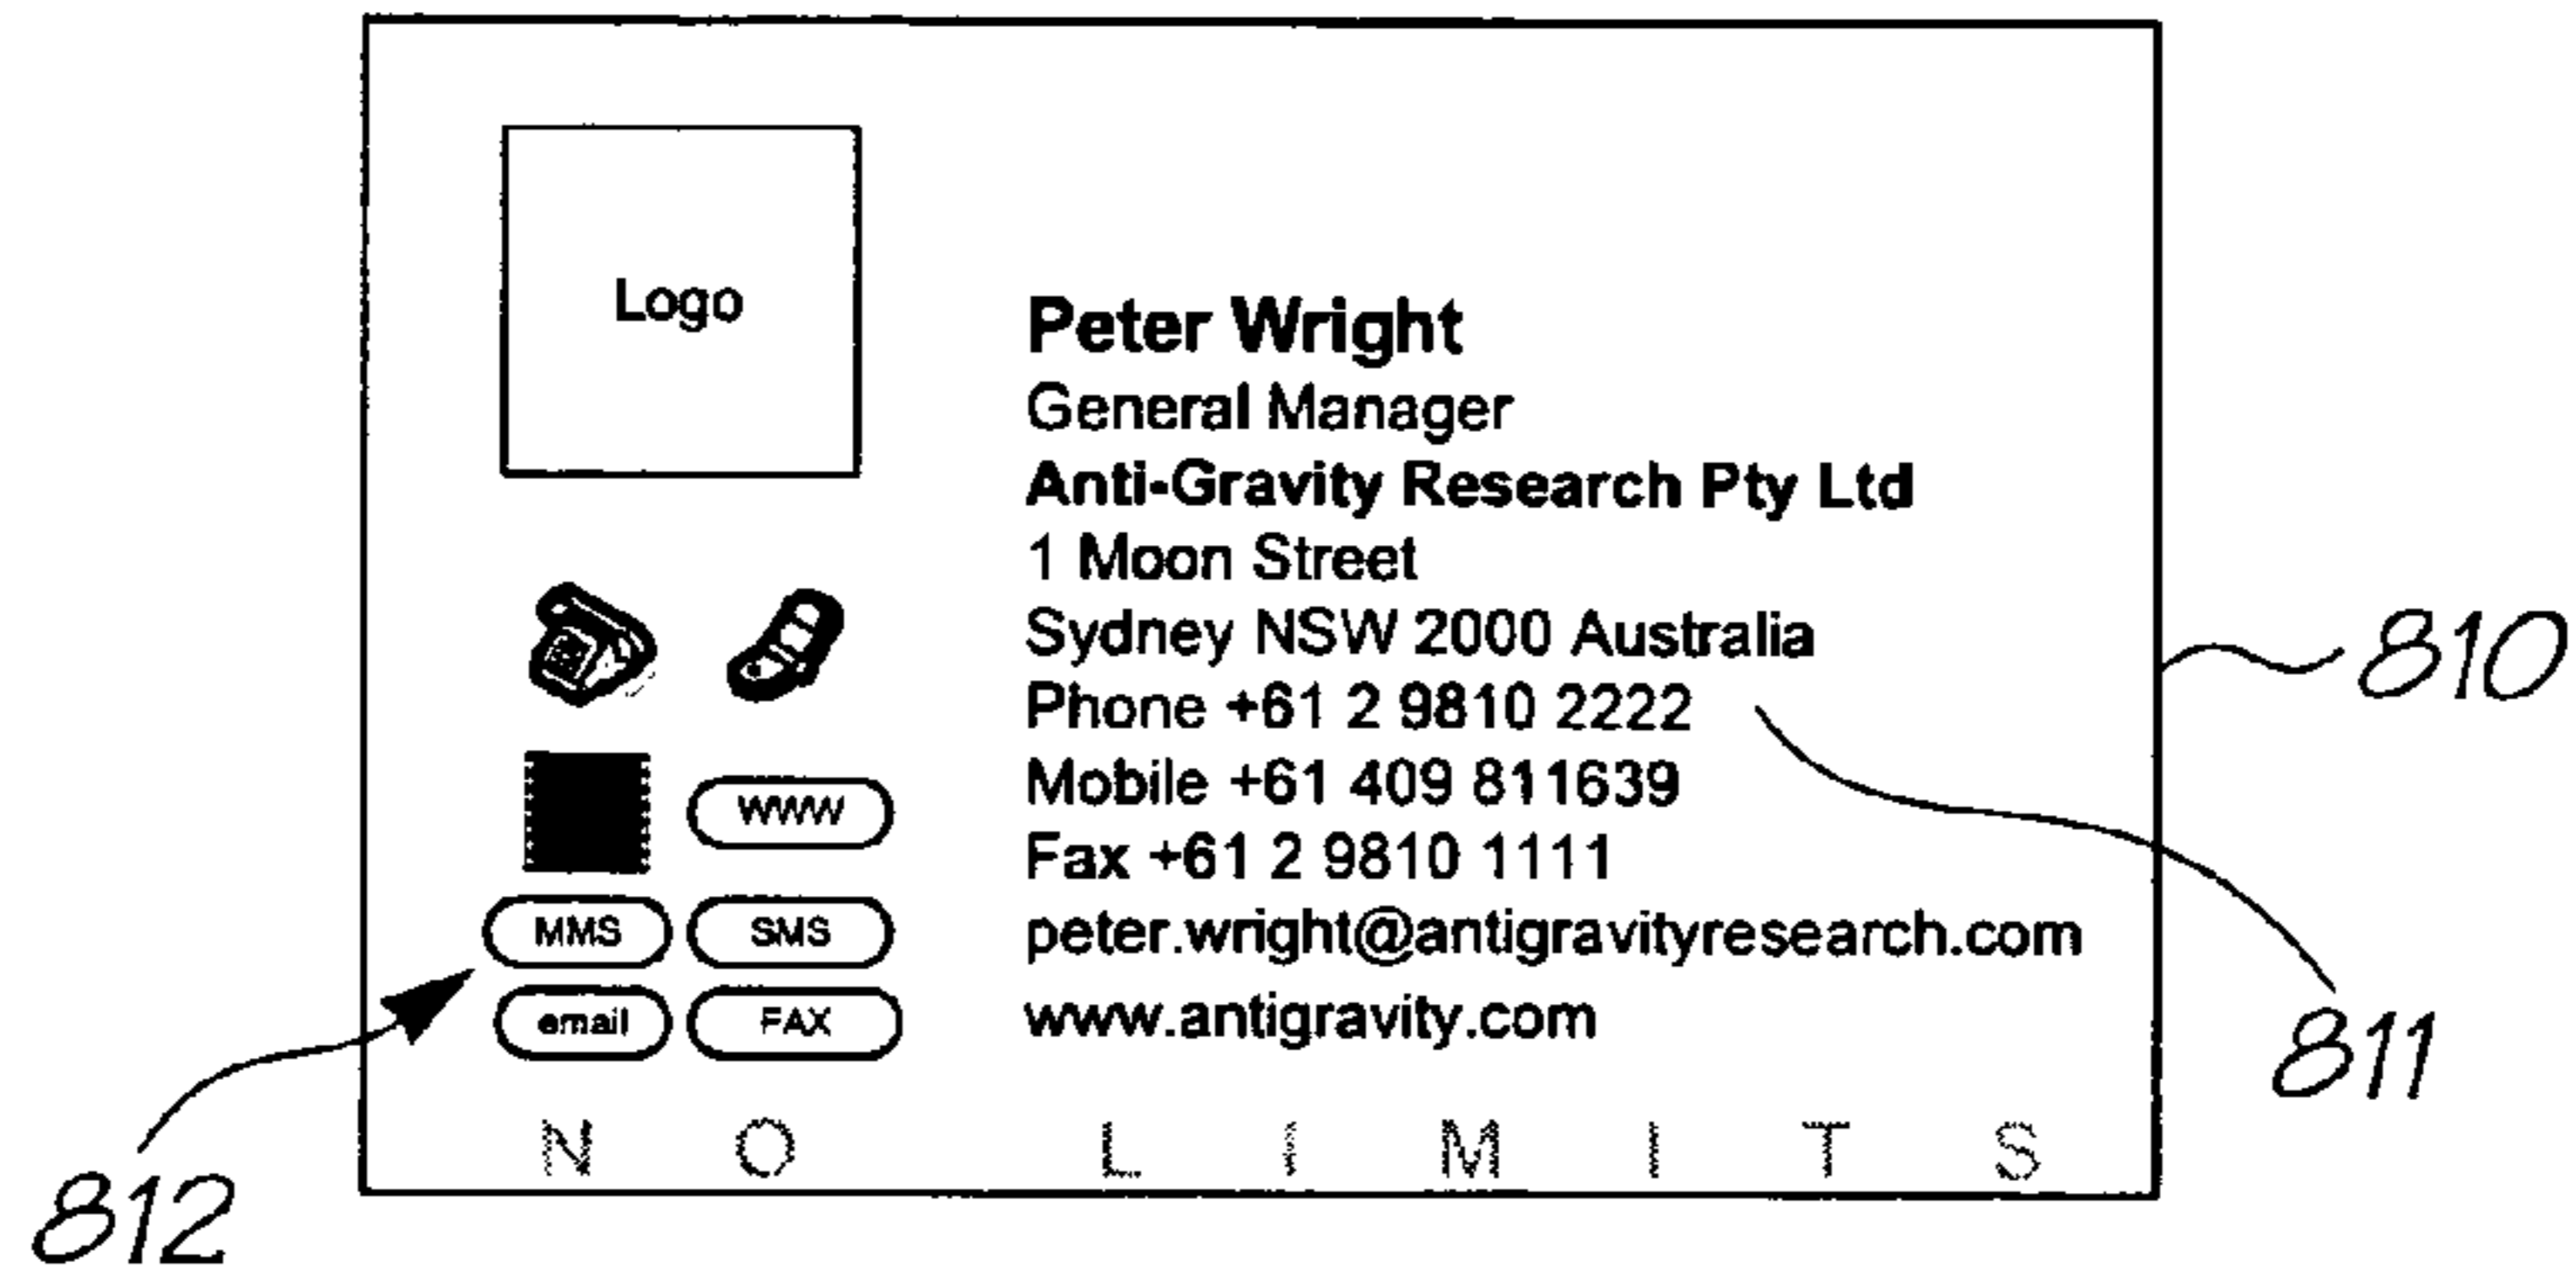 Logo
Peter Wright
General Manager
Anti-Gravity Research Pty Ltd
1 Moon Street
Sydney NSW 2000 Australia
Phone +61 2 9810 2222
Mobile +61 409 811639
Fax +61 2 9810 1111
peter.wright@antigravityresearch.com
www.antigravity.com
WWW
MMS SMS
email FAX
NO LIMITS
810
811
812